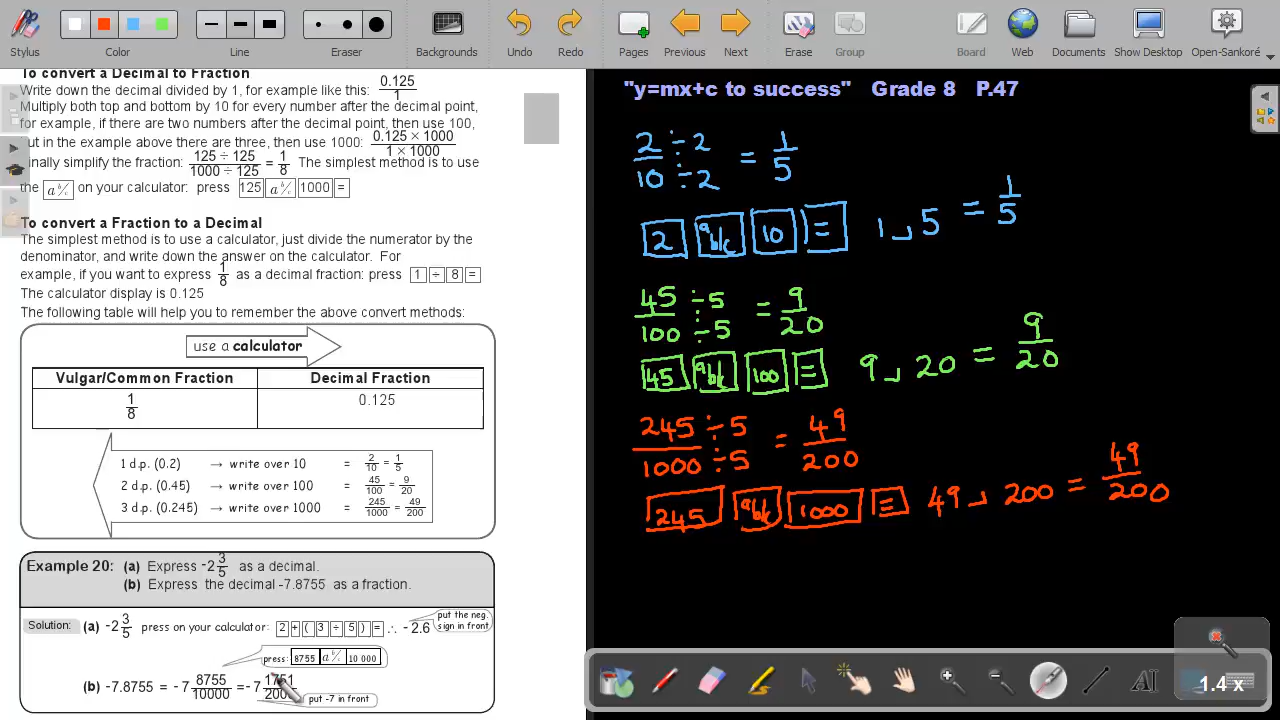 Stylus
Color
Line
Eraser
Backgrounds
Undo
Redo
Pages
Previous
Next
Erase
Group
Board
Web
Documents
Show Desktop
Open-Sankoré
To convert a Decimal to Fraction
Write down the decimal divided by 1, for example like this: 0.125/1
Multiply both top and bottom by 10 for every number after the decimal point,
for example, if there are two numbers after the decimal point, then use 100,
but in the example above there are three, then use 1000: 0.125 × 1000 / 1 × 1000
finally simplify the fraction: 125 ÷ 125 / 1000 ÷ 125 = 1/8 The simplest method is to use
the a b/c on your calculator: press 125 a b/c 1000 =
To convert a Fraction to a Decimal
The simplest method is to use a calculator, just divide the numerator by the
denominator, and write down the answer on the calculator. For
example, if you want to express 1/8 as a decimal fraction: press 1 ÷ 8 =
The calculator display is 0.125
The following table will help you to remember the above convert methods:
use a calculator
Vulgar/Common Fraction Decimal Fraction
1/8 0.125
1 d.p. (0.2) → write over 10 = 2/10 = 1/5
2 d.p. (0.45) → write over 100 = 45/100 = 9/20
3 d.p. (0.245) → write over 1000 = 245/1000 = 49/200
Example 20: (a) Express -2 3/5 as a decimal.
(b) Express the decimal -7.8755 as a fraction.
Solution: (a) -2 3/5 press on your calculator: 2 + ( 3 ÷ 5 ) = ∴ - 2.6
put the neg. sign in front
press: 8755 a b/c 10 000
(b) -7.8755 = - 7 8755/10000 = - 7
put -7 in front
"y=mx+c to success" Grade 8 P.47
2/10 ÷2/÷2 = 1/5
2 a b/c 10 = 1 ⌟ 5 = 1/5
45/100 ÷5/÷5 = 9/20
45 a b/c 100 = 9 ⌟ 20 = 9/20
245/1000 ÷5/÷5 = 49/200
245 a b/c 1000 = 49 ⌟ 200 = 49/200
1.4 x